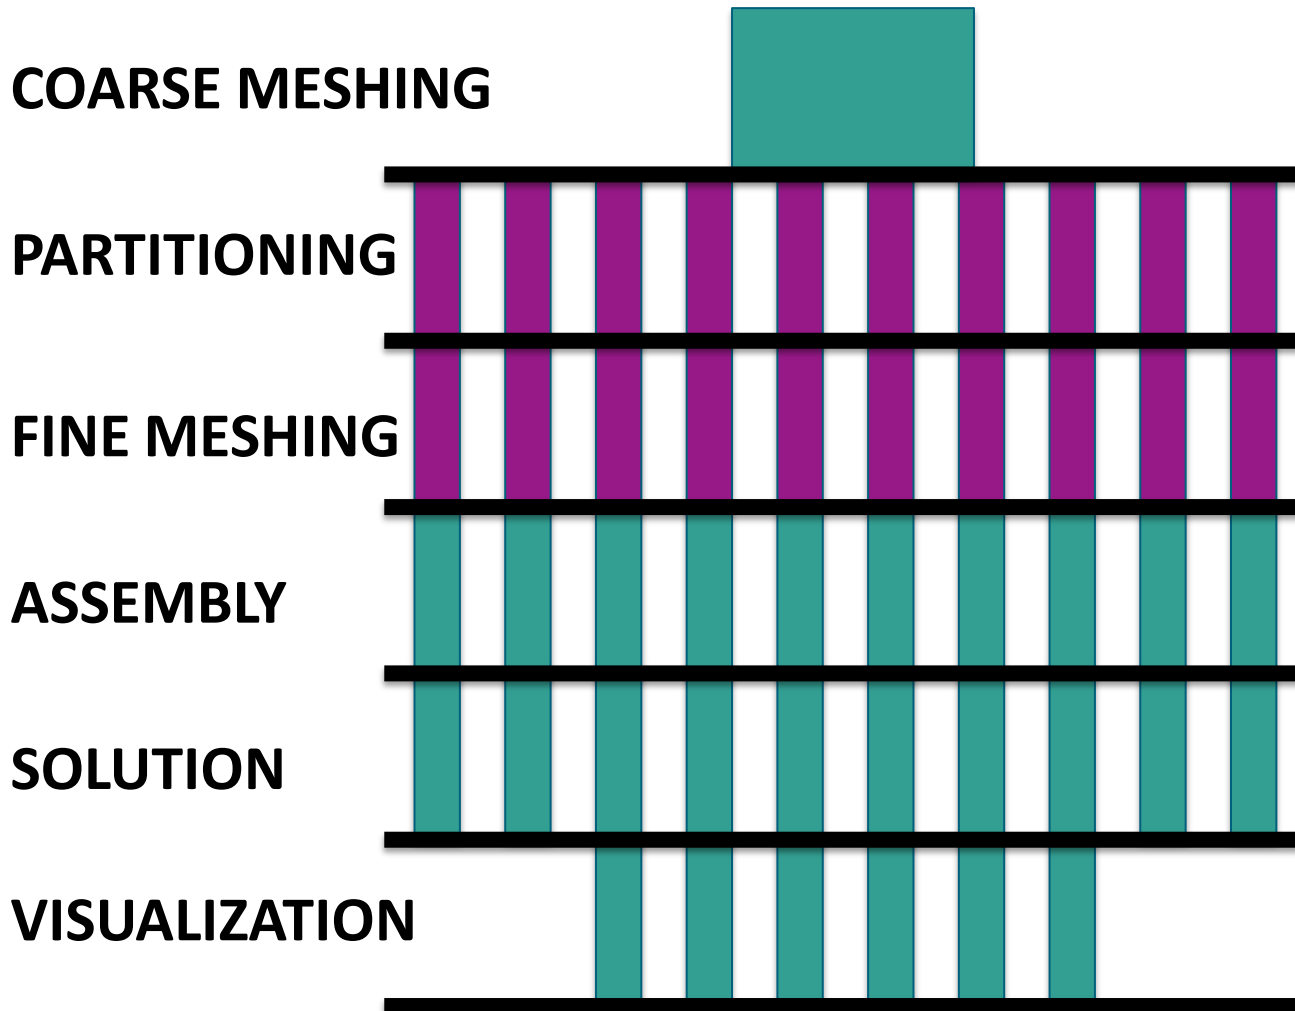 COARSE MESHING
PARTITIONING
FINE MESHING
ASSEMBLY
SOLUTION
VISUALIZATION